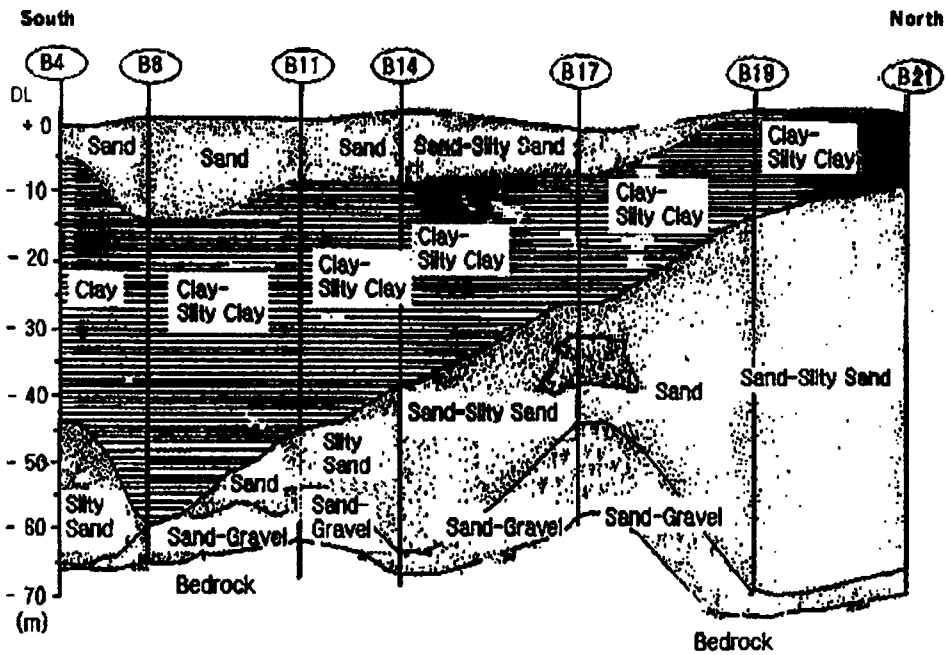 South
North
B4
B8
B11
B14
B17
B19
B21
DL
+ 0
- 10
- 20
- 30
- 40
- 50
- 60
- 70
(m)
Sand
Sand
Sand
Sand-Silty Sand
Clay-
Silty Clay
Clay-
Silty Clay
Clay-
Silty Clay
Clay-
Silty Clay
Clay
Clay-
Silty Clay
Sand-Silty Sand
Sand
Sand-Silty Sand
Silty
Sand
Sand
Silty
Sand
Sand-
Gravel
Sand-Gravel
Sand-Gravel
Sand-Gravel
Bedrock
Bedrock